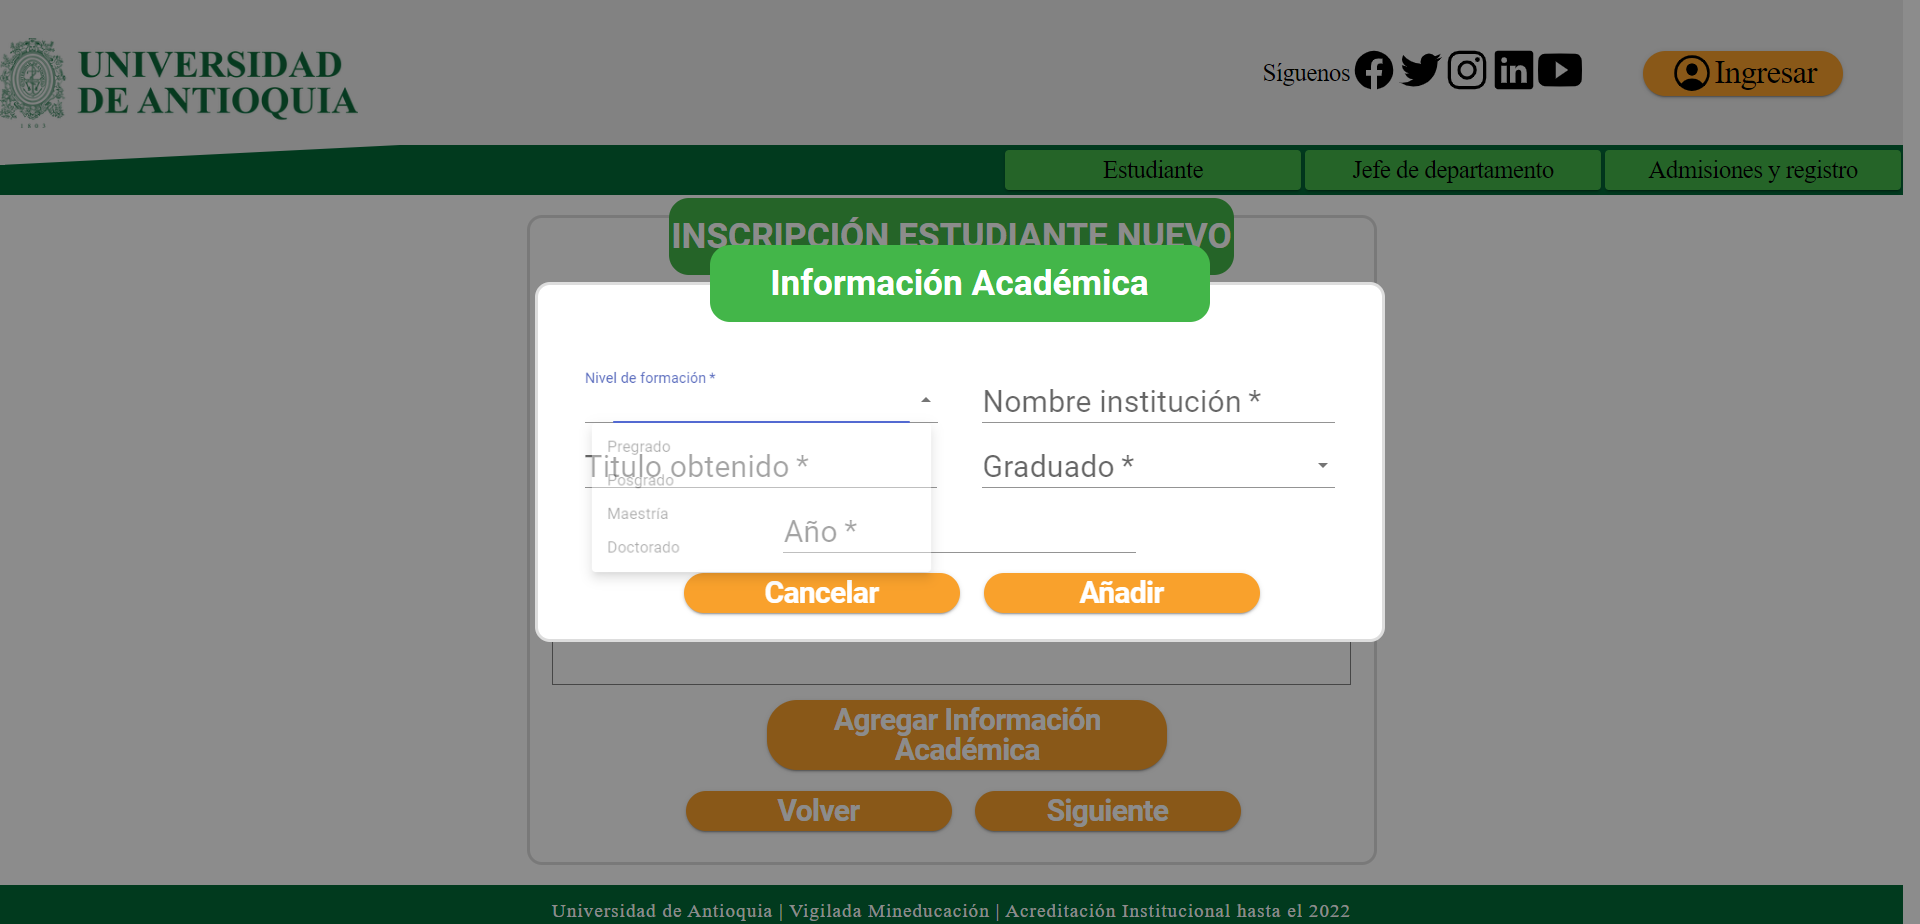 UNIVERSIDAD
DE ANTIOQUIA
1803
Síguenos
Ingresar
Estudiante
Jefe de departamento
Admisiones y registro
INSCRIPCIÓN ESTUDIANTE NUEVO
Información Académica
Nivel de formación *
Nombre institución *
Pregrado
Titulo obtenido *
Graduado *
Posgrado
Maestría
Año *
Doctorado
Cancelar
Añadir
Agregar Información
Académica
Volver
Siguiente
Universidad de Antioquia | Vigilada Mineducación | Acreditación Institucional hasta el 2022